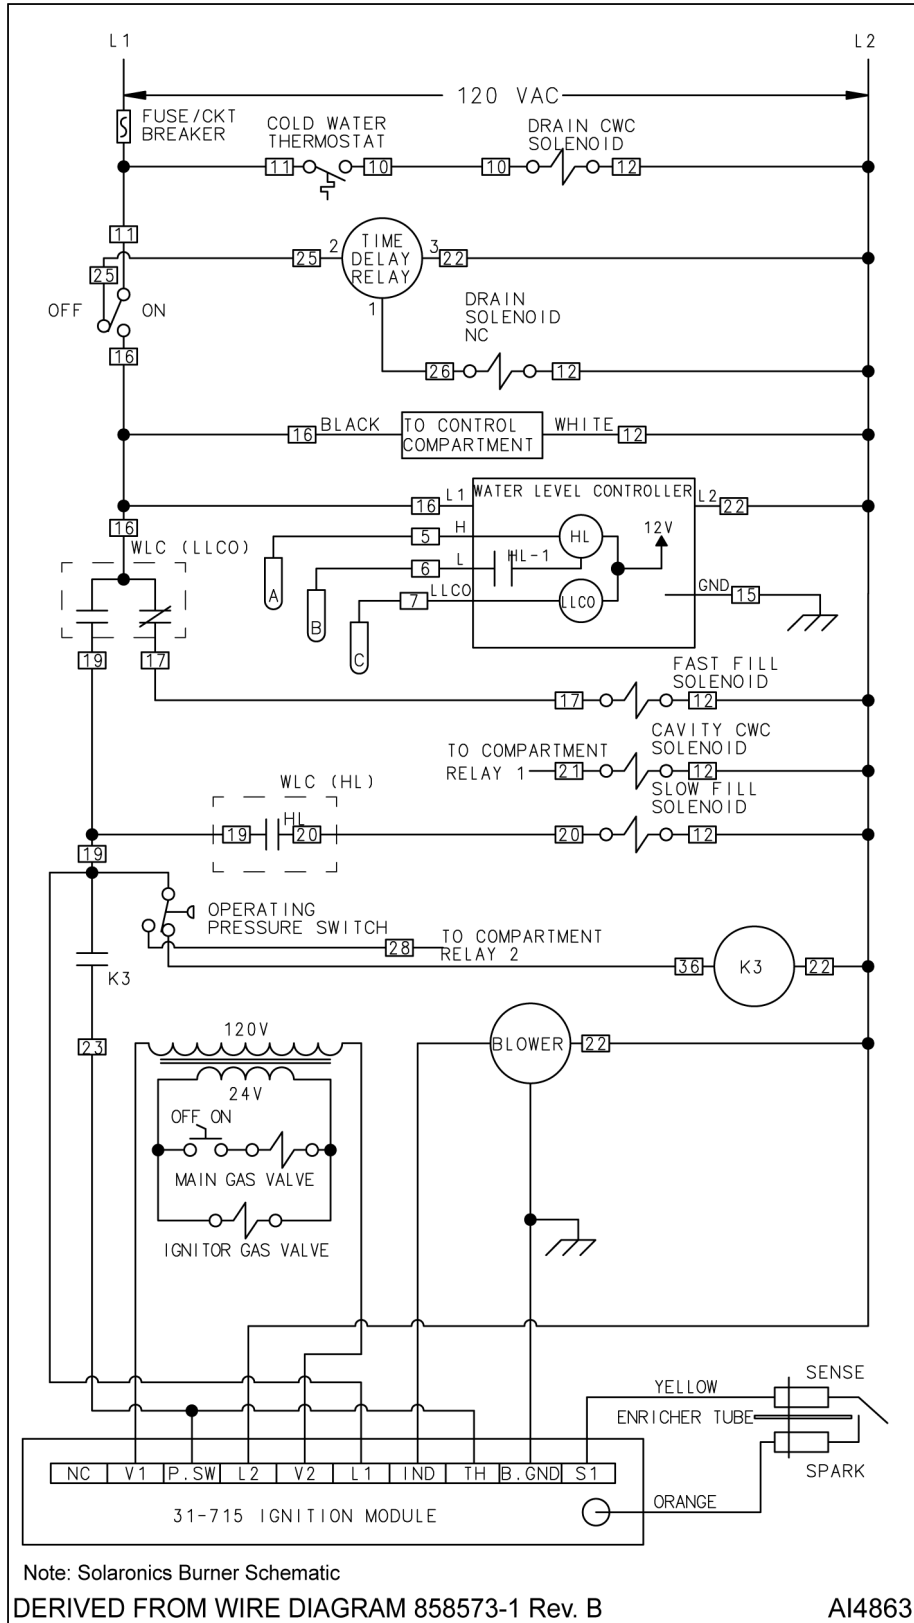 L1
L2
120 VAC
FUSE/CKT
BREAKER
COLD WATER
THERMOSTAT
DRAIN CWC
SOLENOID
11
10
10
12
11
25
2
TIME
DELAY
RELAY
3
22
25
1
OFF
ON
DRAIN
SOLENOID
NC
16
26
12
16
BLACK
TO CONTROL
COMPARTMENT
WHITE
12
16
L1
WATER LEVEL CONTROLLER
L2
22
16
WLC (LLCO)
5
H
HL
12V
6
L
HL-1
A
7
LLCO
LLCO
GND
15
B
C
19
17
FAST FILL
SOLENOID
17
12
CAVITY CWC
SOLENOID
TO COMPARTMENT
RELAY 1
21
12
WLC (HL)
SLOW FILL
SOLENOID
HL
19
20
20
12
19
OPERATING
PRESSURE SWITCH
28
TO COMPARTMENT
RELAY 2
K3
36
K3
22
23
120V
BLOWER
22
24V
OFF ON
MAIN GAS VALVE
IGNITOR GAS VALVE
SENSE
YELLOW
ENRICHER TUBE
SPARK
NC V1 P.SW L2 V2 L1 IND TH B.GND S1
ORANGE
31-715 IGNITION MODULE
Note: Solaronics Burner Schematic
DERIVED FROM WIRE DIAGRAM 858573-1 Rev. B
AI4863